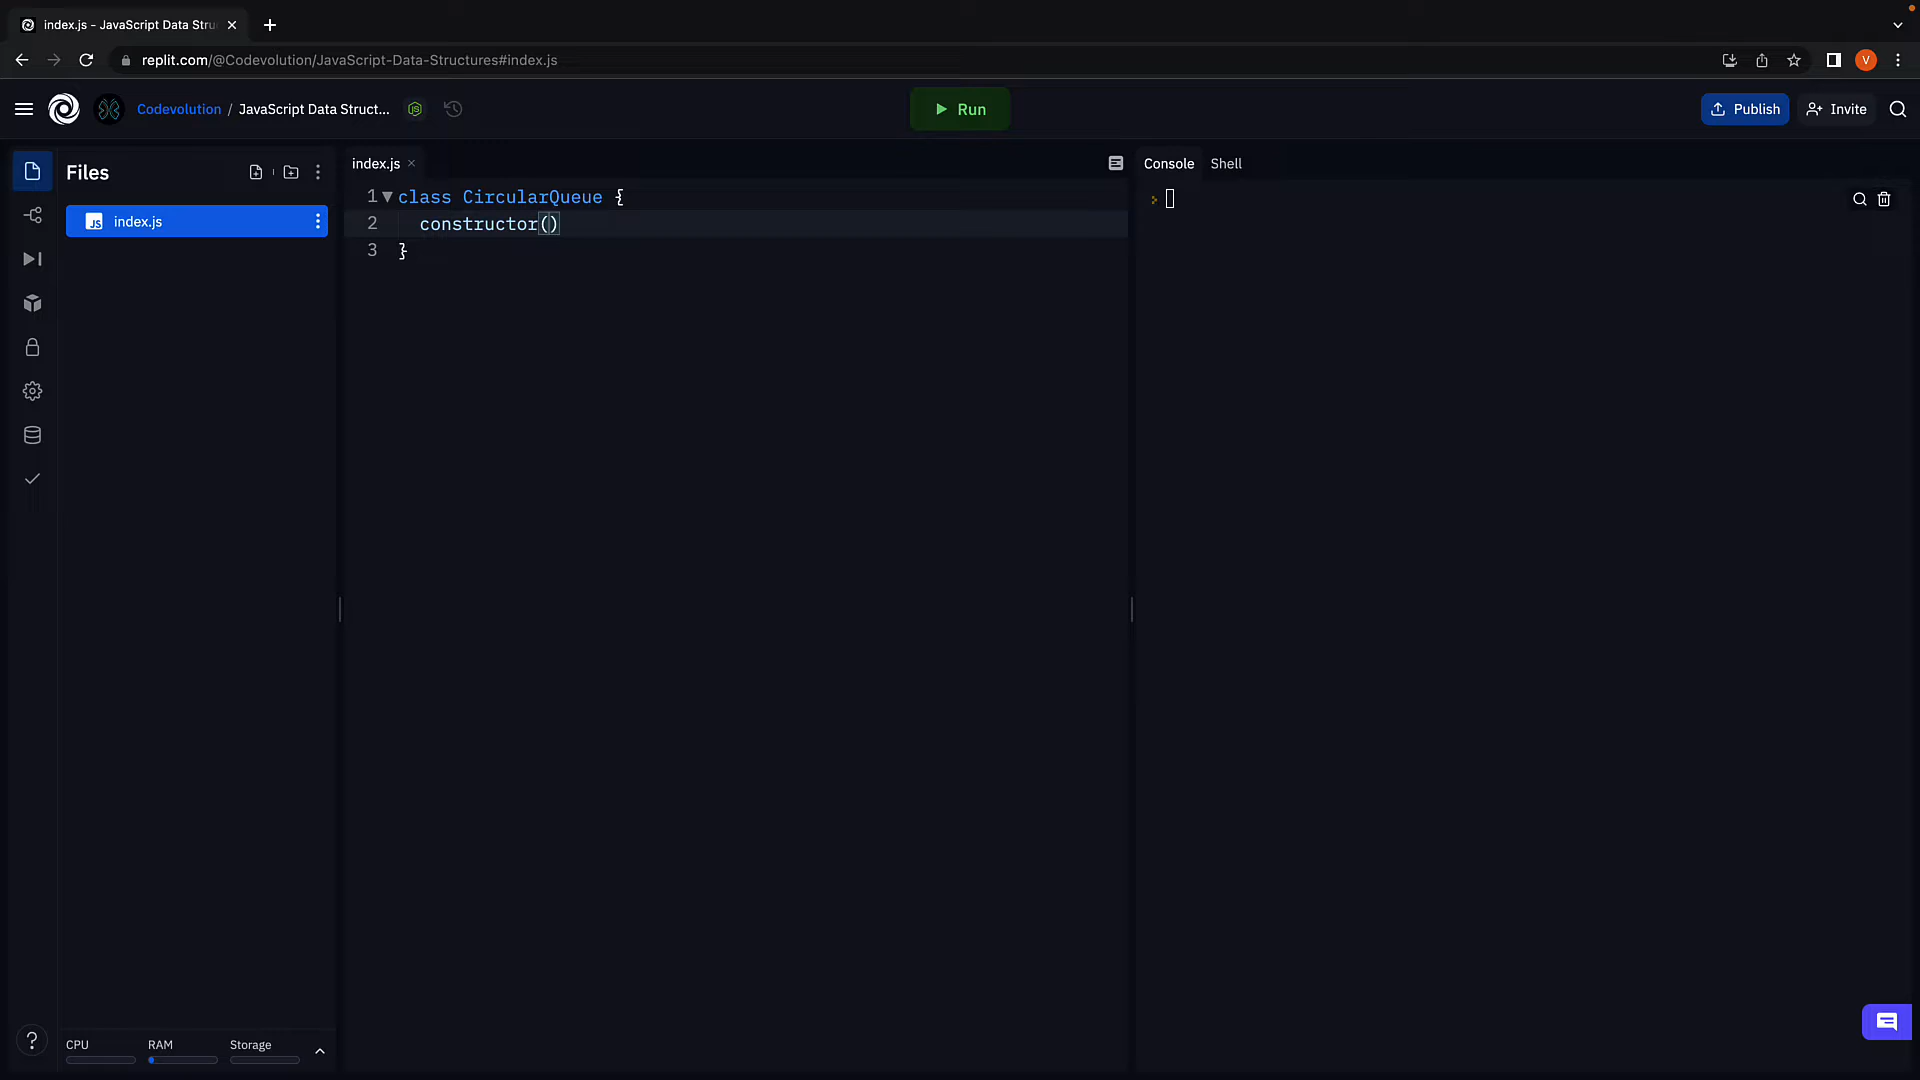 index.js - JavaScript Data Stru
replit.com/@Codevolution/JavaScript-Data-Structures#index.js
V
Codevolution / JavaScript Data Struct...
Run
Publish
Invite
Files
index.js
Console
Shell
JS index.js
1 class CircularQueue {
2 constructor()
3 }
?
CPU
RAM
Storage